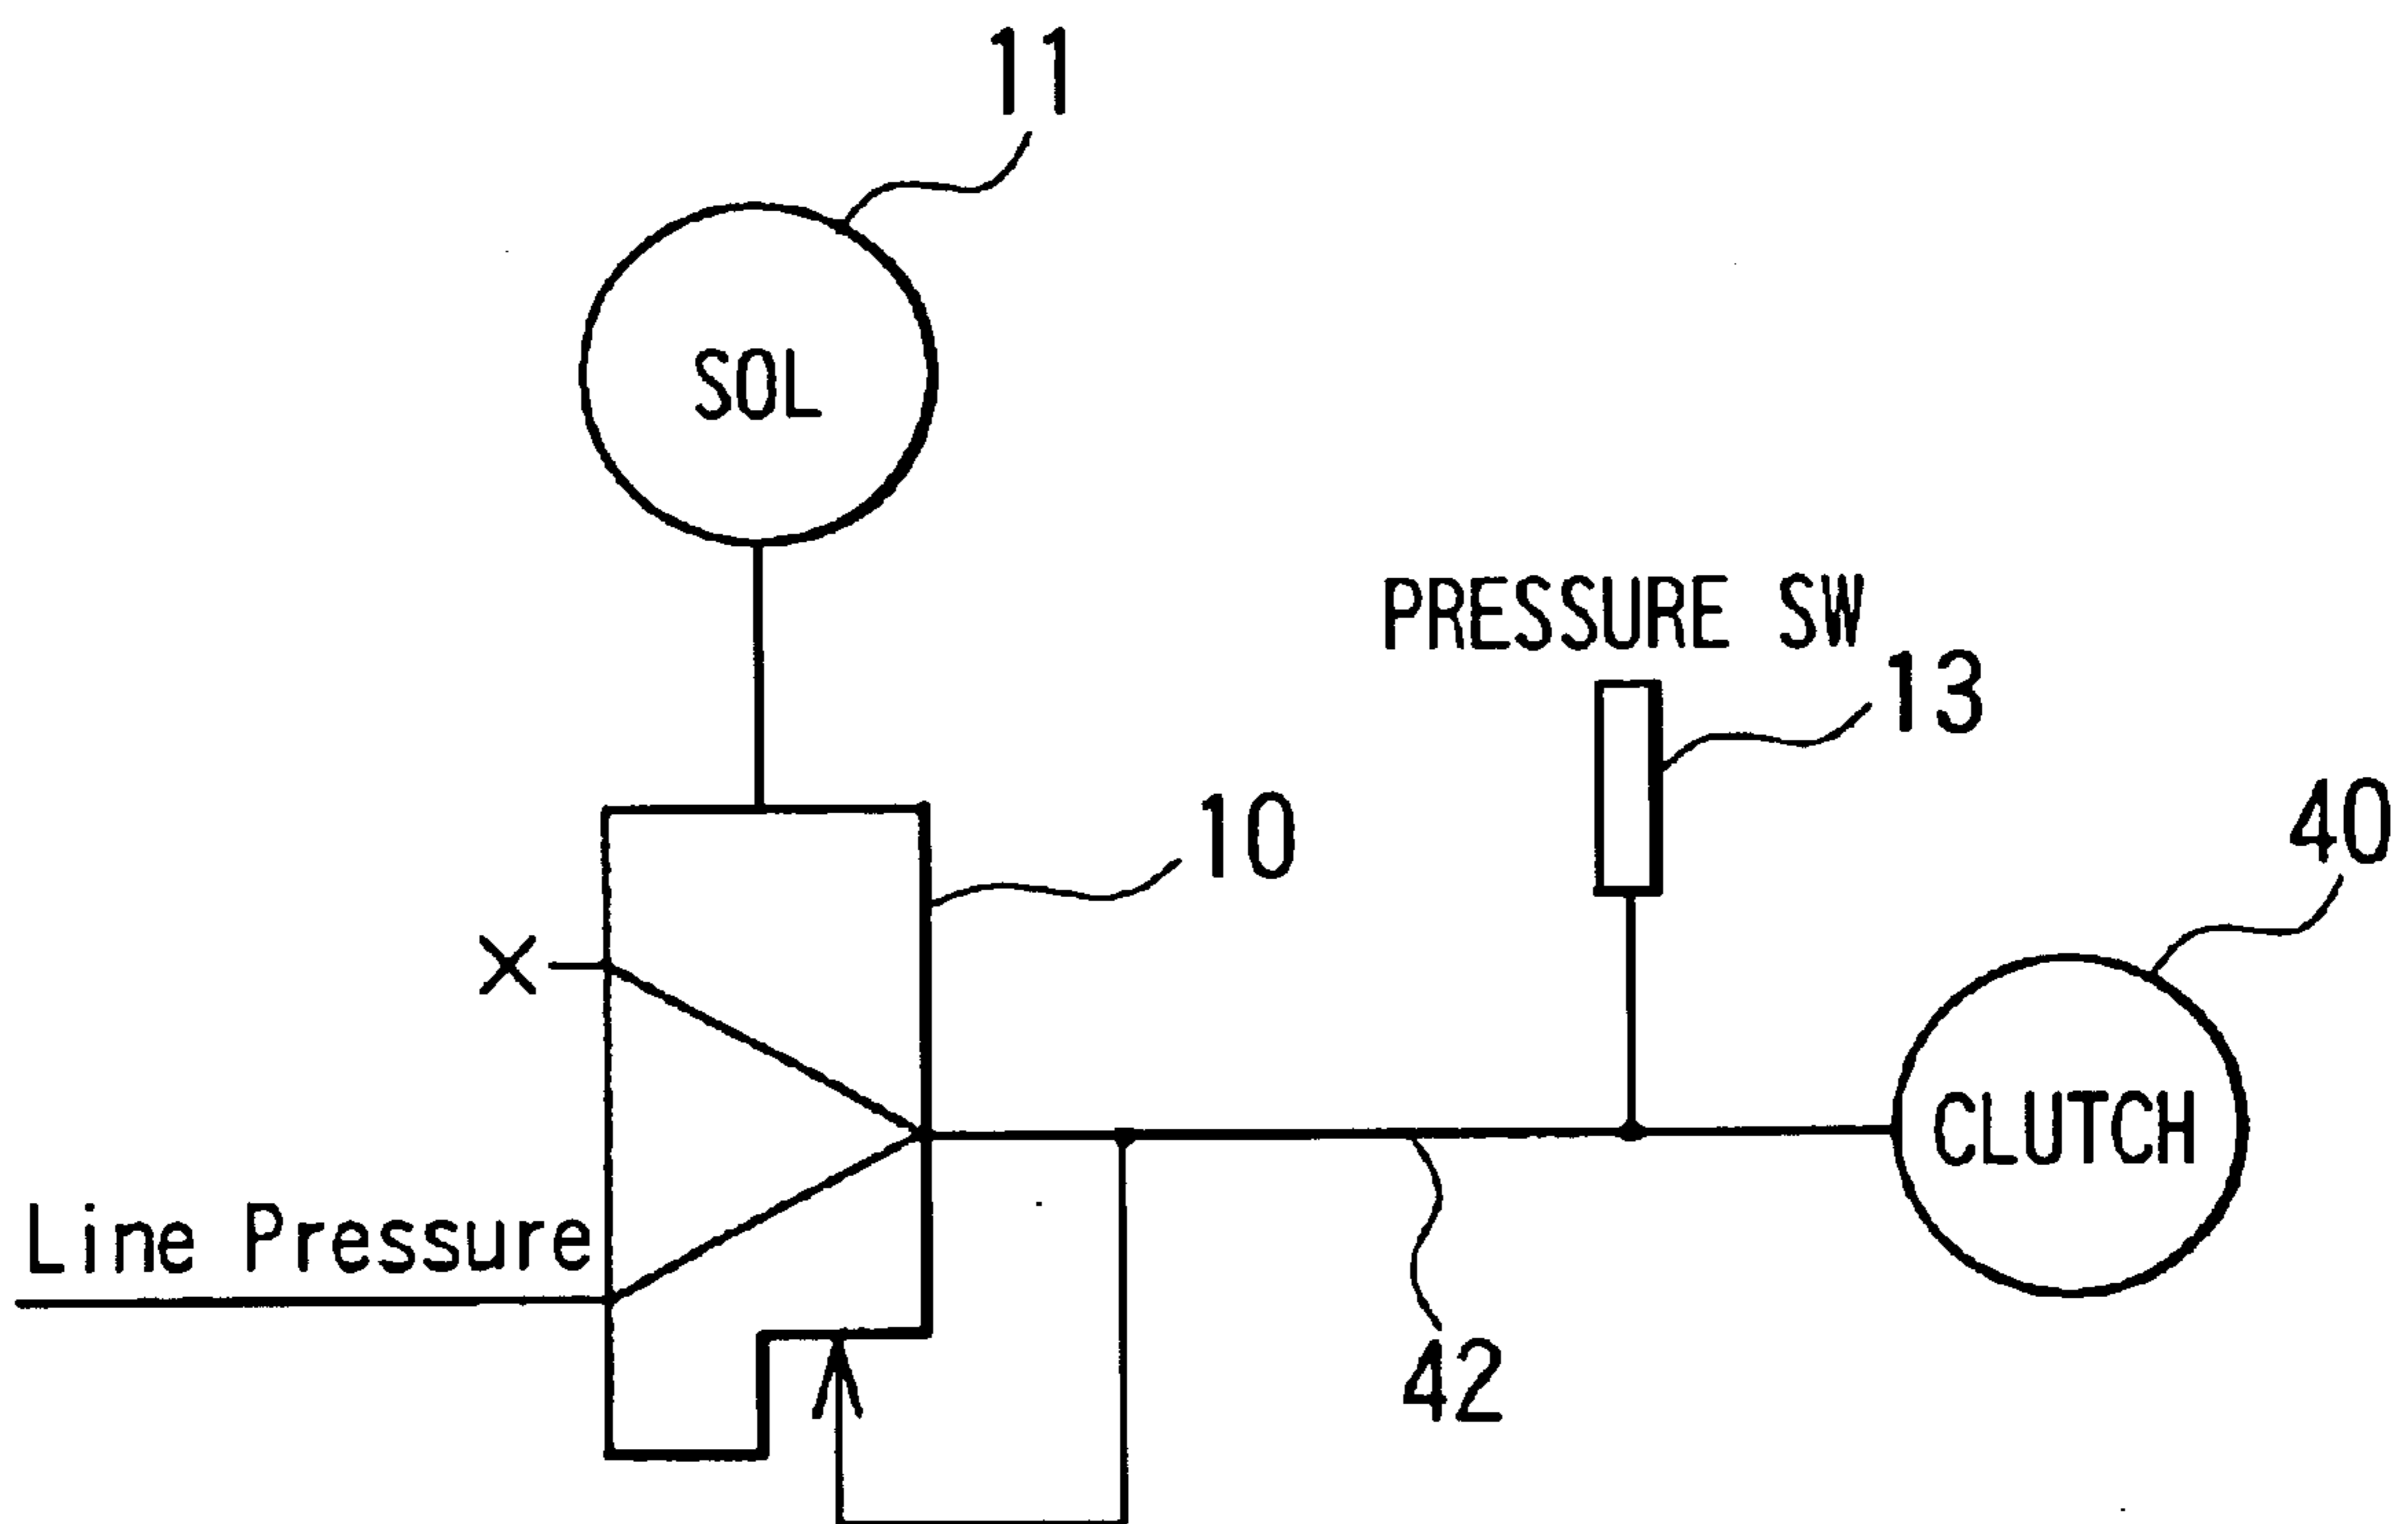 11
SOL
PRESSURE SW
13
10
40
X
CLUTCH
Line Pressure
42